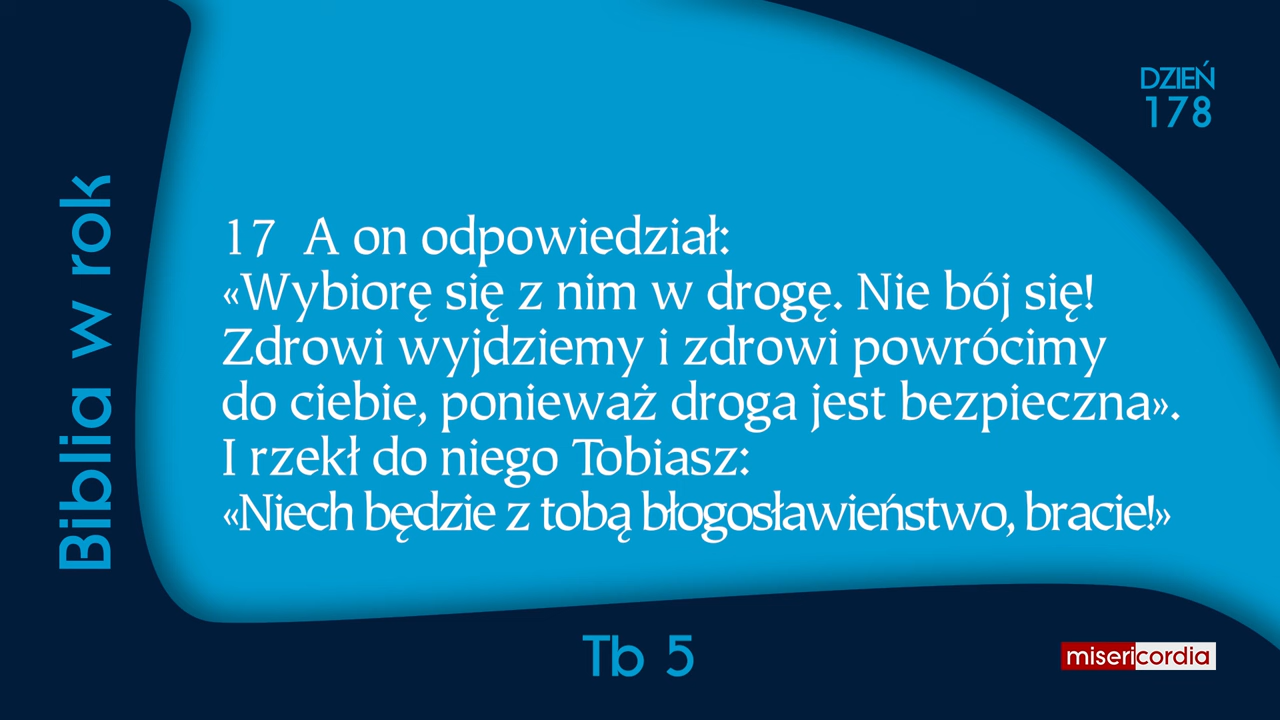 DZIEŃ
178
Biblia w rok
17 A on odpowiedział:
«Wybiorę się z nim w drogę. Nie bój się!
Zdrowi wyjdziemy i zdrowi powrócimy
do ciebie, ponieważ droga jest bezpieczna».
I rzekł do niego Tobiasz:
«Niech będzie z tobą błogosławieństwo, bracie!»
Tb 5
misericordia